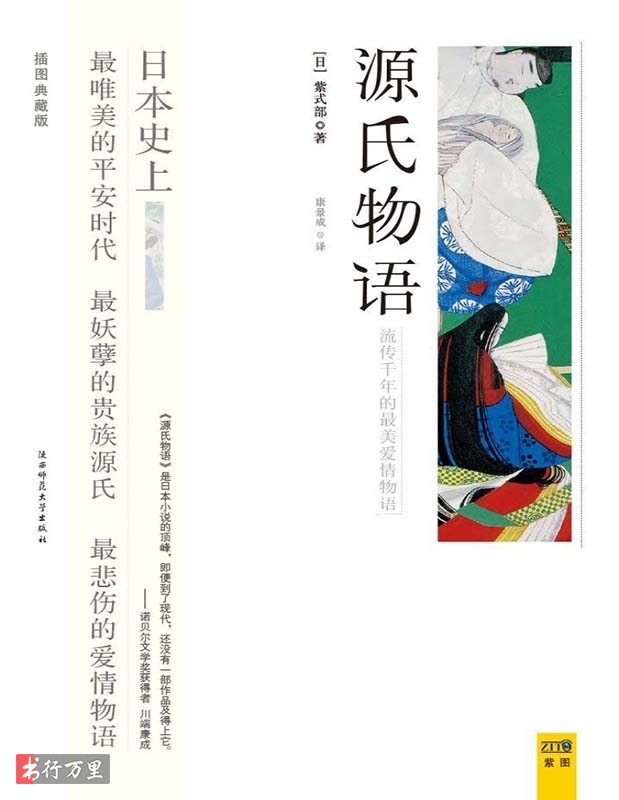 源氏物语
[日] 紫式部⊙著
康景成⊙译
流传千年的最美爱情物语
日本史上
最唯美的平安时代 最妖孽的贵族源氏 最悲伤的爱情物语
《源氏物语》是日本小说的顶峰,即便到了现代,还没有一部作品及得上它。
——诺贝尔文学奖获得者 川端康成
插图典藏版
陕西师范大学出版社
ZITO
紫图
书行万里